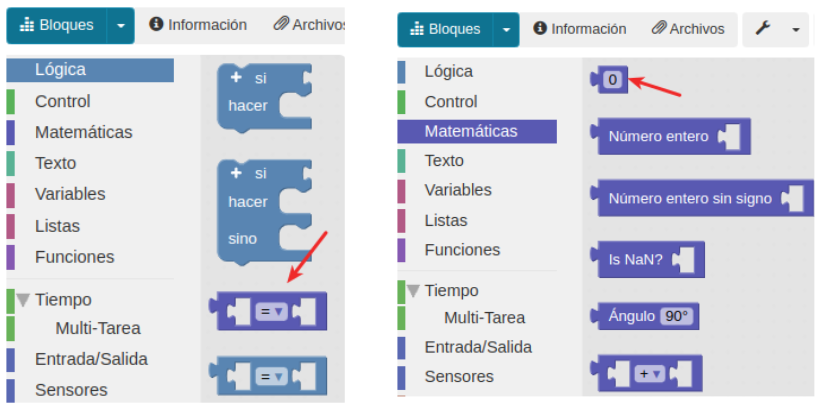 Bloques Información Archivos
Lógica
Control
Matemáticas
Texto
Variables
Listas
Funciones
Tiempo
Multi-Tarea
Entrada/Salida
Sensores
+ si
hacer
+ si
hacer
sino
=
=
Bloques Información Archivos
Lógica
Control
Matemáticas
Texto
Variables
Listas
Funciones
Tiempo
Multi-Tarea
Entrada/Salida
Sensores
0
Número entero
Número entero sin signo
Is NaN?
Ángulo 90°
+